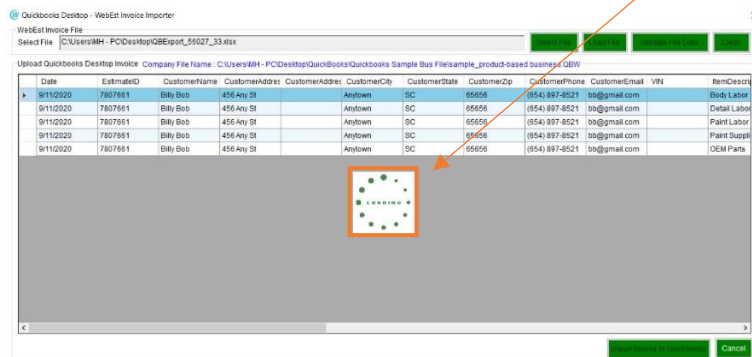 Quickbooks Desktop - WebEst Invoice Importer
WebEst Invoice File
Select File C:\Users\MH - PC\Desktop\QBExport_56027_33.xlsx Select File Load File Validate File Data Clear
Upload Quickbooks Desktop Invoice Company File Name : C:\Users\MH - PC\Desktop\QuickBooks\Quickbooks Sample Bus File\sample_product-based business.QBW
Date EstimateID CustomerName CustomerAddres CustomerAddres CustomerCity CustomerState CustomerZip CustomerPhone CustomerEmail VIN ItemDescrip
9/11/2020 7807661 Billy Bob 456 Any St Anytown SC 65656 (654) 897-8521 bb@gmail.com Body Labor
9/11/2020 7807661 Billy Bob 456 Any St Anytown SC 65656 (654) 897-8521 bb@gmail.com Detail Labor
9/11/2020 7807661 Billy Bob 456 Any St Anytown SC 65656 (654) 897-8521 bb@gmail.com Paint Labor
9/11/2020 7807661 Billy Bob 456 Any St Anytown SC 65656 (654) 897-8521 bb@gmail.com Paint Suppli
9/11/2020 7807661 Billy Bob 456 Any St Anytown SC 65656 (654) 897-8521 bb@gmail.com OEM Parts
LOADING
Import Invoice to Quickbooks Cancel